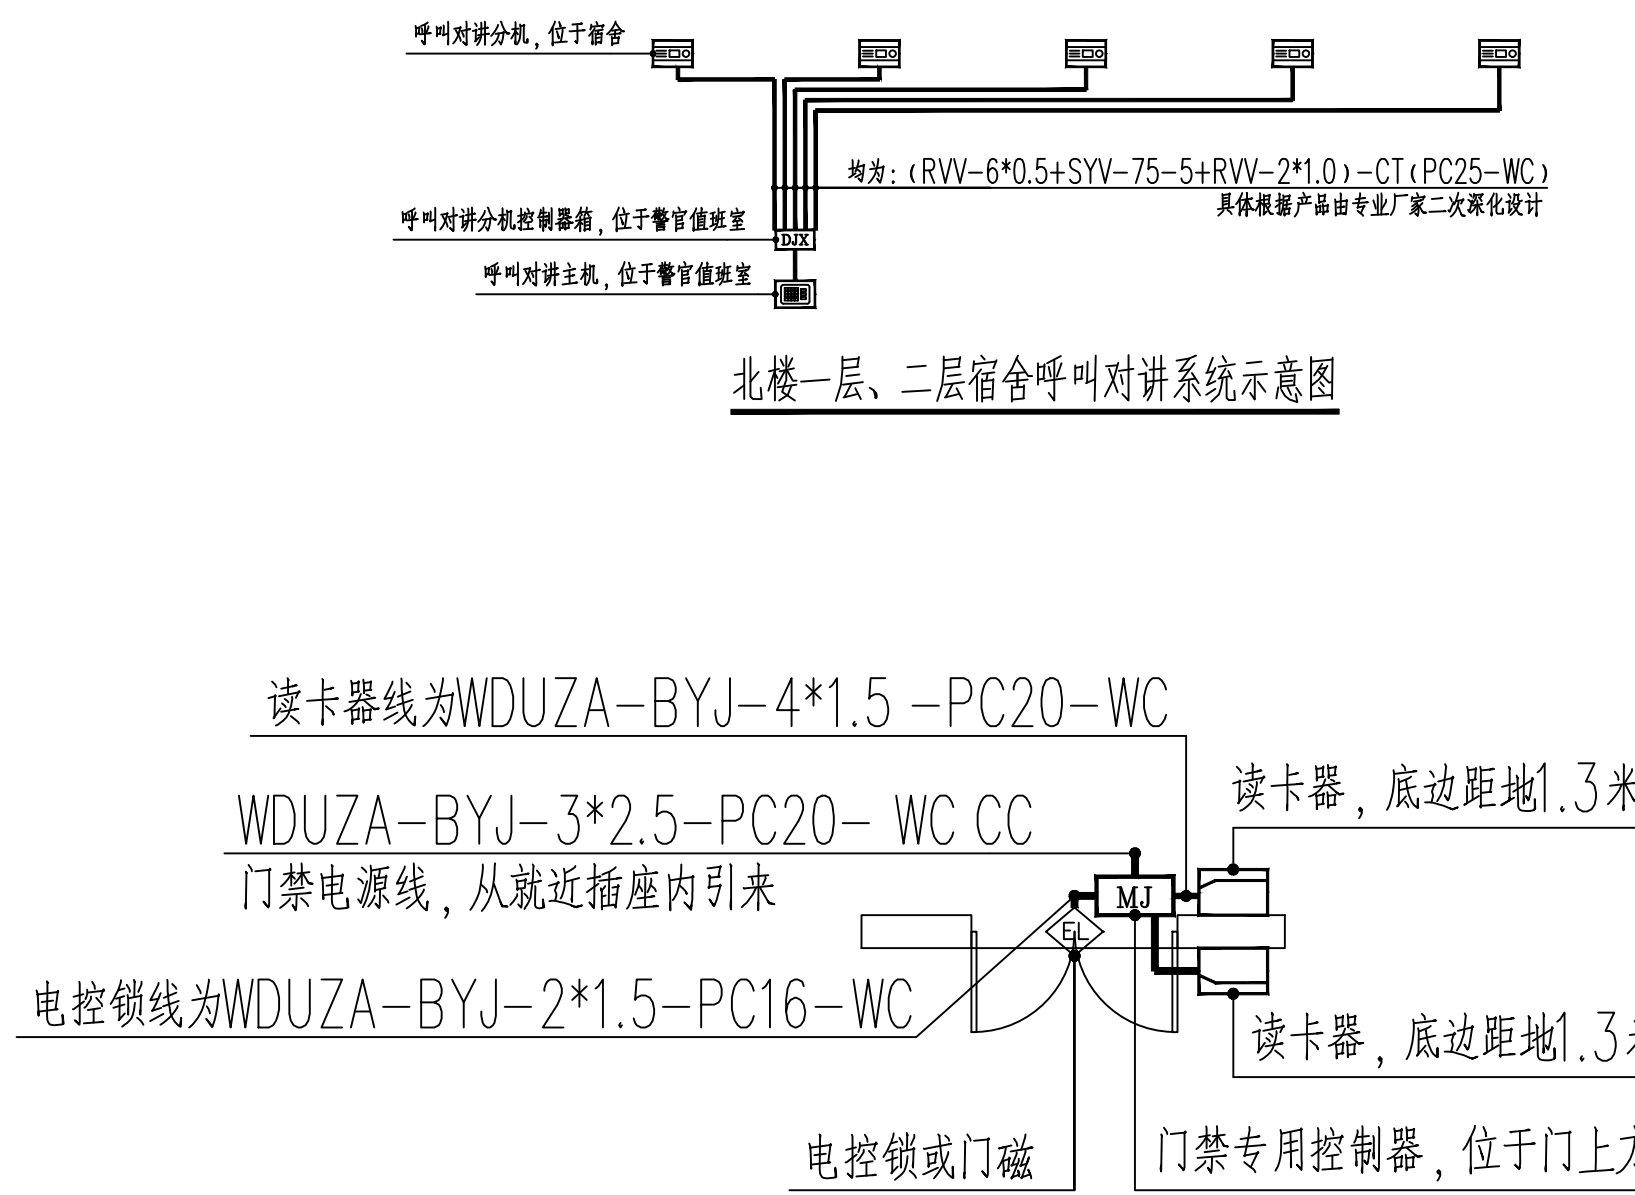 呼叫对讲分机，位于宿舍
均为:（RVV-6*0.5+SYV-75-5+RVV-2*1.0）-CT（PC25-WC）
具体根据产品由专业厂家二次深化设计
呼叫对讲分机控制器箱，位于警官值班室
DJX
呼叫对讲主机，位于警官值班室
北楼一层、二层宿舍呼叫对讲系统示意图
读卡器线为WDUZA-BYJ-4*1.5 -PC20-WC
读卡器，底边距地1.3米
WDUZA-BYJ-3*2.5-PC20- WC CC
门禁电源线，从就近插座内引来
MJ
EL
电控锁线为WDUZA-BYJ-2*1.5-PC16-WC
读卡器，底边距地1.3
电控锁或门磁
门禁专用控制器，位于门上方